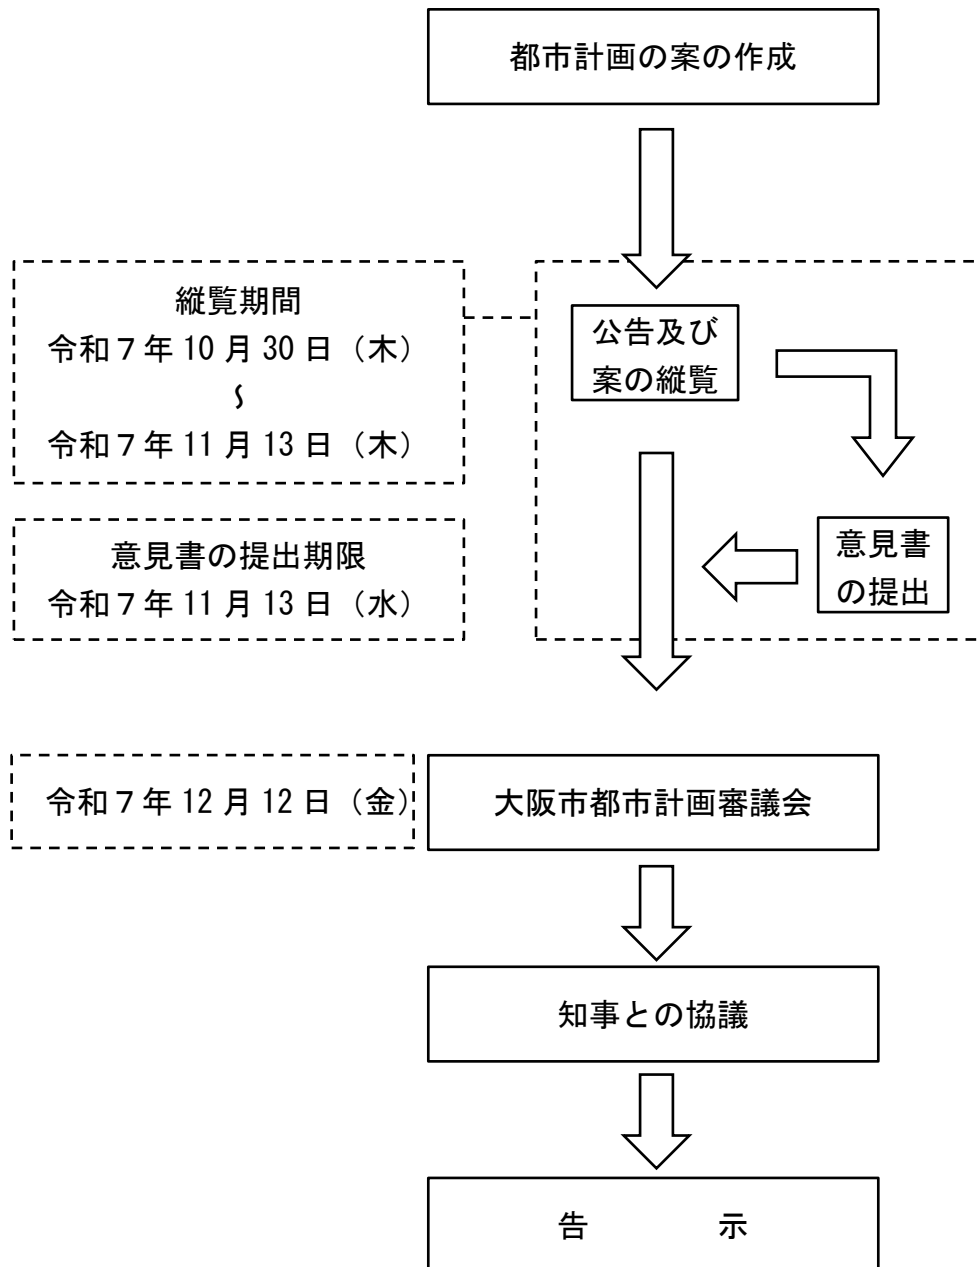 都市計画の案の作成
縦覧期間
令和７年 10 月 30 日（木）
～
令和７年 11 月 13 日（木）
公告及び
案の縦覧
意見書の提出期限
令和７年 11 月 13 日（水）
意見書
の提出
令和７年 12 月 12 日（金）
大阪市都市計画審議会
知事との協議
告　　　　示